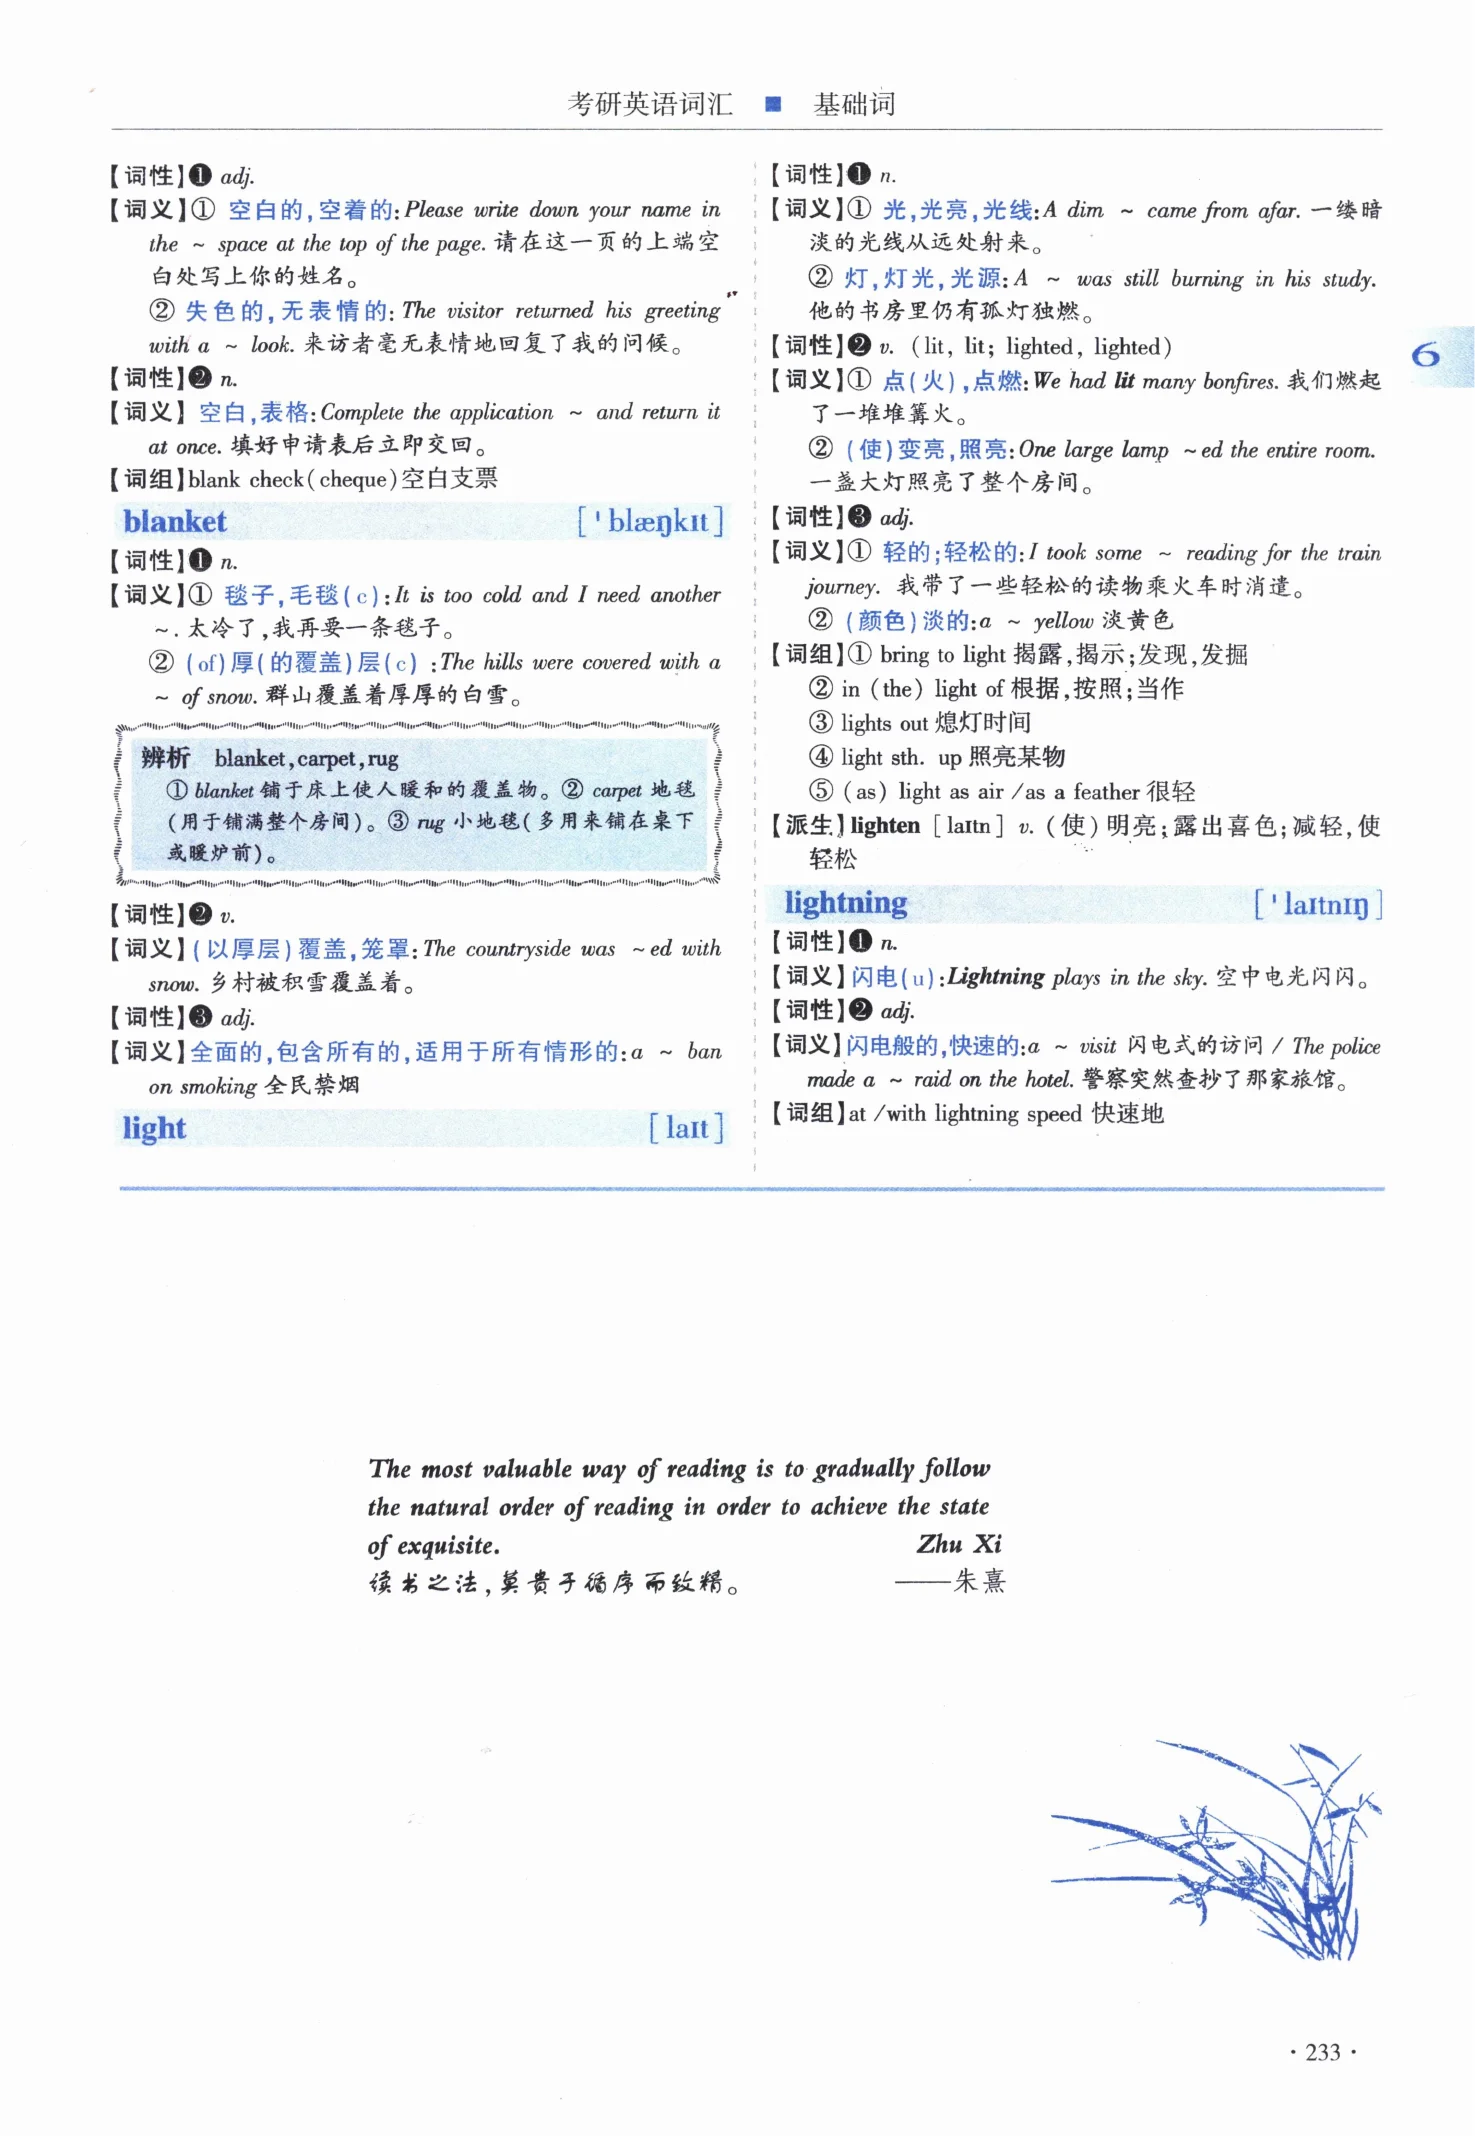 考研英语词汇 ■ 基础词
【词性】❶ adj.
【词义】① 空白的,空着的:Please write down your name in
the ~ space at the top of the page. 请在这一页的上端空
白处写上你的姓名。
② 失色的,无表情的: The visitor returned his greeting
with a ~ look. 来访者毫无表情地回复了我的问候。
【词性】❷ n.
【词义】 空白,表格:Complete the application ~ and return it
at once. 填好申请表后立即交回。
【词组】blank check(cheque)空白支票
blanket [ˈblæŋkɪt]
【词性】❶ n.
【词义】① 毯子,毛毯(c):It is too cold and I need another
~. 太冷了,我再要一条毯子。
② (of)厚(的覆盖)层(c) :The hills were covered with a
~ of snow. 群山覆盖着厚厚的白雪。
辨析 blanket,carpet,rug
① blanket 铺于床上使人暖和的覆盖物。② carpet 地毯
(用于铺满整个房间)。③ rug 小地毯(多用来铺在桌下
或暖炉前)。
【词性】❷ v.
【词义】(以厚层)覆盖,笼罩:The countryside was ~ed with
snow. 乡村被积雪覆盖着。
【词性】❸ adj.
【词义】全面的,包含所有的,适用于所有情形的:a ~ ban
on smoking 全民禁烟
light [laɪt]
【词性】❶ n.
【词义】① 光,光亮,光线:A dim ~ came from afar. 一缕暗
淡的光线从远处射来。
② 灯,灯光,光源:A ~ was still burning in his study.
他的书房里仍有孤灯独燃。
【词性】❷ v. (lit, lit; lighted, lighted)
【词义】① 点(火),点燃:We had lit many bonfires. 我们燃起
了一堆堆篝火。
② (使)变亮,照亮:One large lamp ~ed the entire room.
一盏大灯照亮了整个房间。
【词性】❸ adj.
【词义】① 轻的;轻松的:I took some ~ reading for the train
journey. 我带了一些轻松的读物乘火车时消遣。
② (颜色)淡的:a ~ yellow 淡黄色
【词组】① bring to light 揭露,揭示;发现,发掘
② in (the) light of 根据,按照;当作
③ lights out 熄灯时间
④ light sth. up 照亮某物
⑤ (as) light as air /as a feather 很轻
【派生】lighten [laɪtn] v. (使)明亮;露出喜色;减轻,使
轻松
lightning [ˈlaɪtnɪŋ]
【词性】❶ n.
【词义】闪电(u):Lightning plays in the sky. 空中电光闪闪。
【词性】❷ adj.
【词义】闪电般的,快速的:a ~ visit 闪电式的访问 / The police
made a ~ raid on the hotel. 警察突然查抄了那家旅馆。
【词组】at /with lightning speed 快速地
6
The most valuable way of reading is to gradually follow
the natural order of reading in order to achieve the state
of exquisite. Zhu Xi
读书之法,莫贵于循序而致精。 ——朱熹
· 233 ·